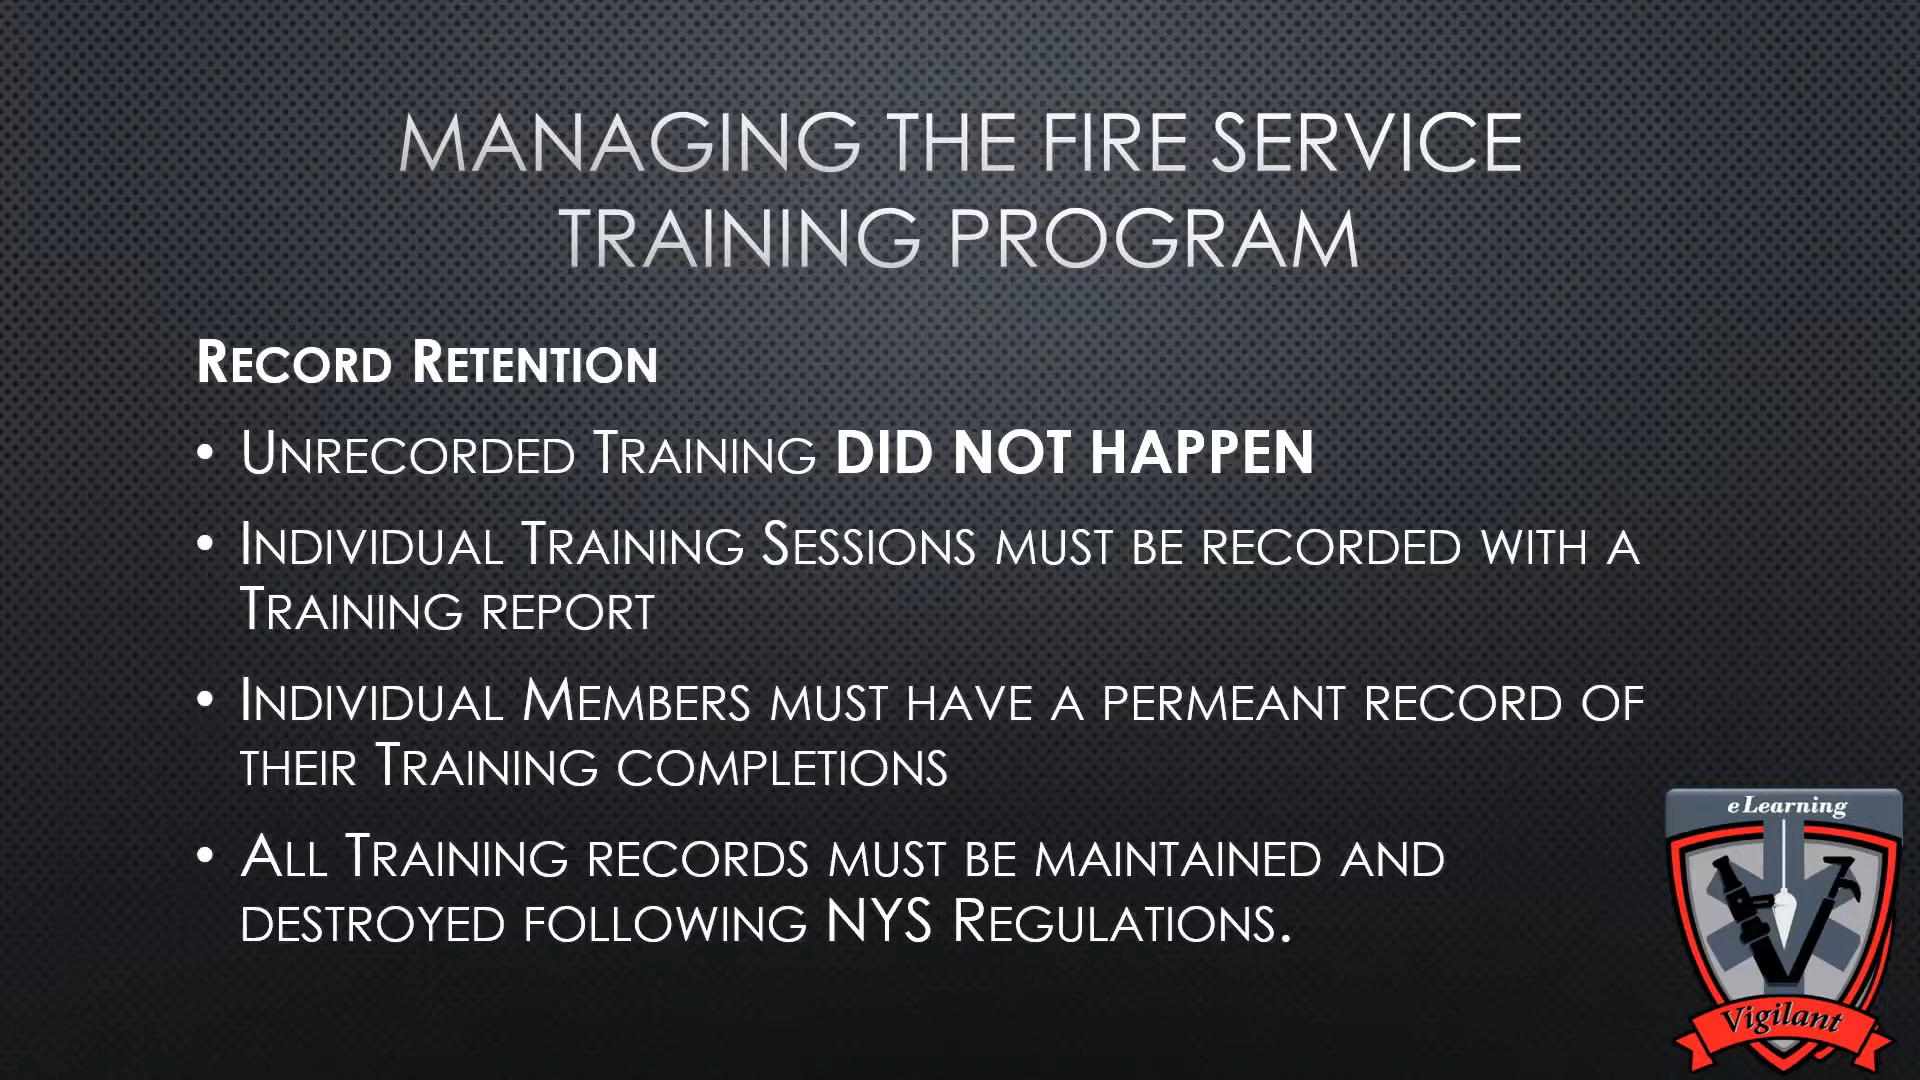 MANAGING THE FIRE SERVICE
TRAINING PROGRAM
RECORD RETENTION
• UNRECORDED TRAINING DID NOT HAPPEN
• INDIVIDUAL TRAINING SESSIONS MUST BE RECORDED WITH A
TRAINING REPORT
• INDIVIDUAL MEMBERS MUST HAVE A PERMEANT RECORD OF
THEIR TRAINING COMPLETIONS
• ALL TRAINING RECORDS MUST BE MAINTAINED AND
DESTROYED FOLLOWING NYS REGULATIONS.
eLearning
Vigilant